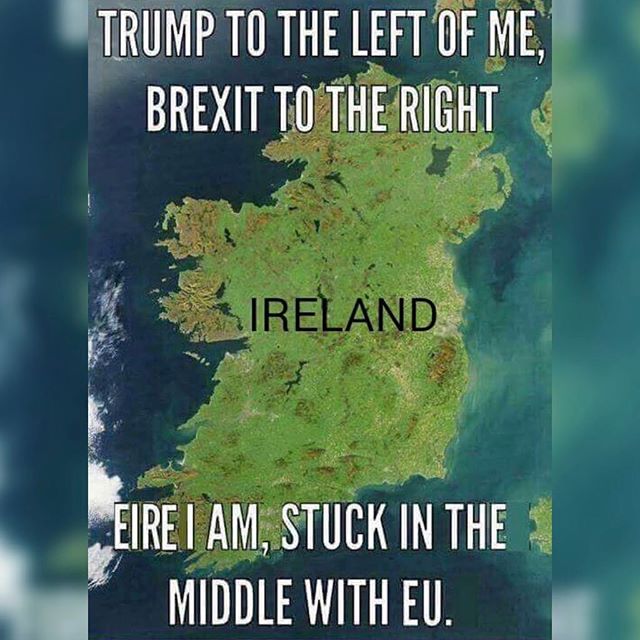 TRUMP TO THE LEFT OF ME,
BREXIT TO THE RIGHT
IRELAND
EIRE I AM, STUCK IN THE
MIDDLE WITH EU.